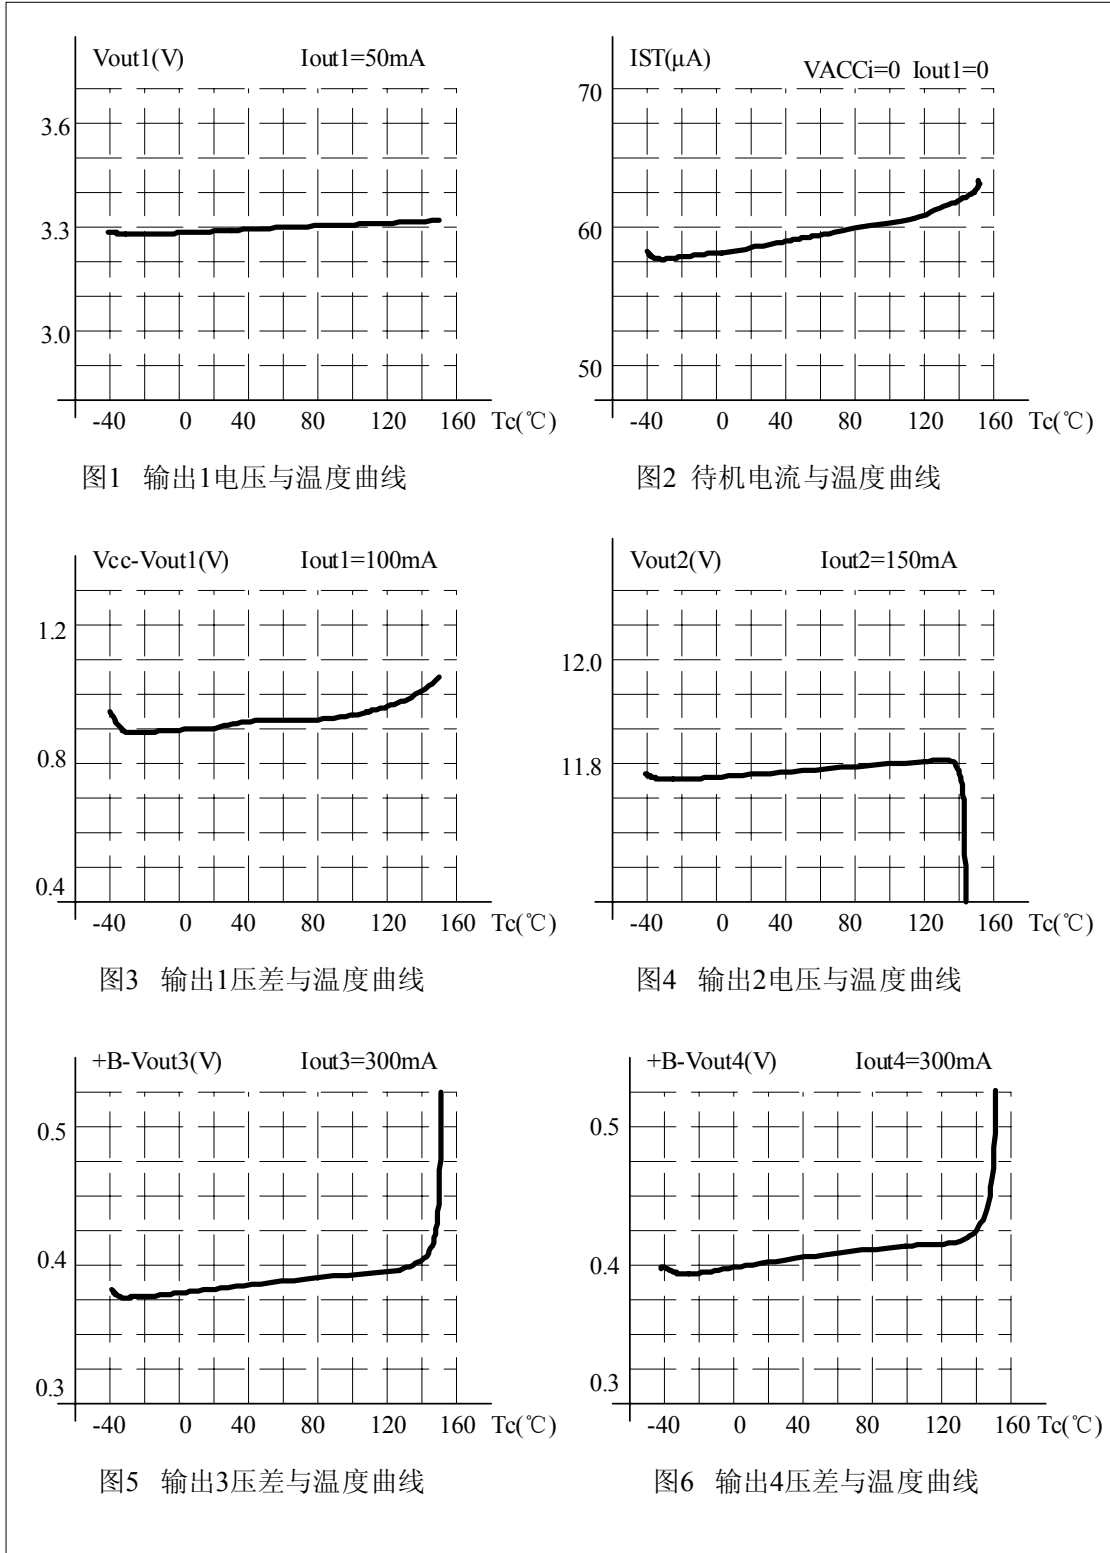 Vout1(V) Iout1=50mA
3.6
3.3
3.0
-40 0 40 80 120 160 Tc(℃)
图1 输出1电压与温度曲线
IST(μA)
VACCi=0 Iout1=0
70
60
50
-40 0 40 80 120 160 Tc(℃)
图2 待机电流与温度曲线
Vcc-Vout1(V) Iout1=100mA
1.2
0.8
0.4
-40 0 40 80 120 160 Tc(℃)
图3 输出1压差与温度曲线
Vout2(V) Iout2=150mA
12.0
11.8
-40 0 40 80 120 160 Tc(℃)
图4 输出2电压与温度曲线
+B-Vout3(V) Iout3=300mA
0.5
0.4
0.3
-40 0 40 80 120 160 Tc(℃)
图5 输出3压差与温度曲线
+B-Vout4(V) Iout4=300mA
0.5
0.4
0.3
-40 0 40 80 120 160 Tc(℃)
图6 输出4压差与温度曲线